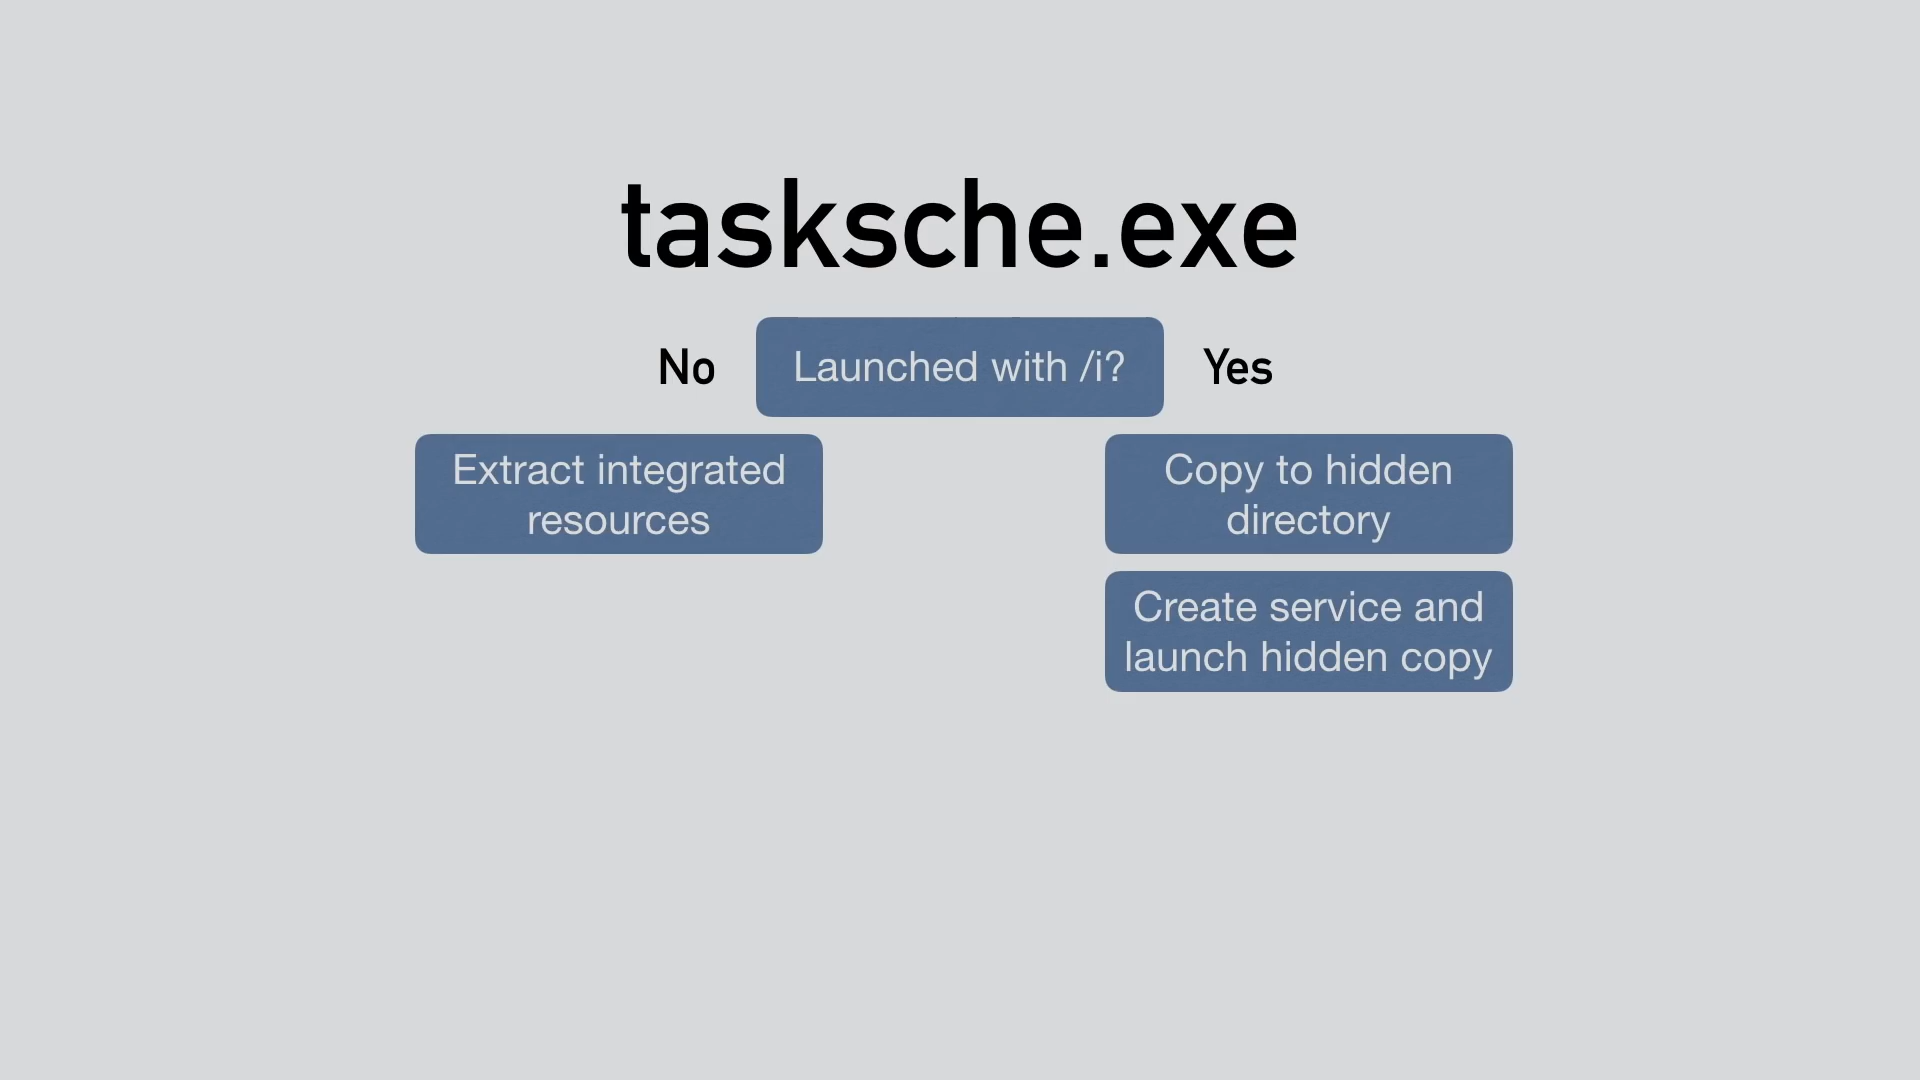 tasksche.exe
No
Launched with /i?
Yes
Extract integrated
resources
Copy to hidden
directory
Create service and
launch hidden copy